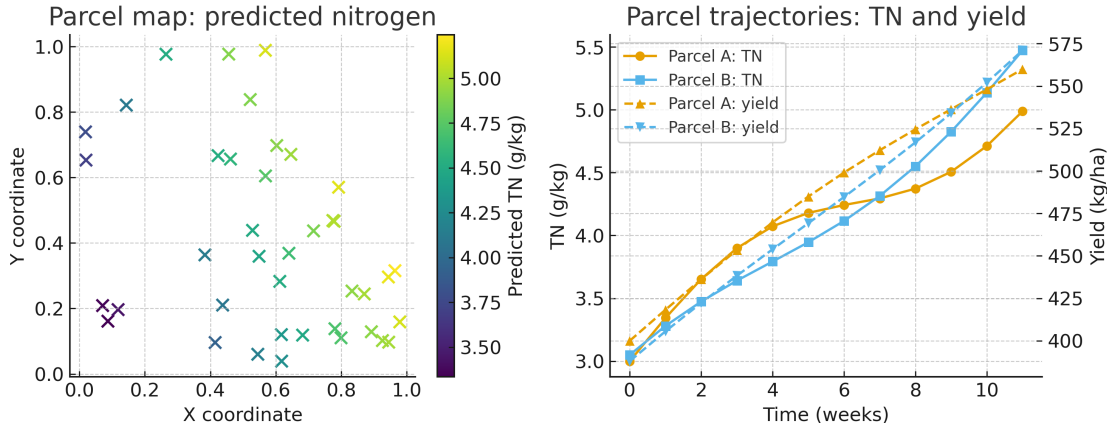 Parcel map: predicted nitrogen
1.0
0.8
0.6
0.4
0.2
0.0
Y coordinate
0.0 0.2 0.4 0.6 0.8 1.0
X coordinate
5.00
4.75
4.50
4.25
4.00
3.75
3.50
Predicted TN (g/kg)
Parcel trajectories: TN and yield
Parcel A: TN
Parcel B: TN
Parcel A: yield
Parcel B: yield
5.5
5.0
4.5
4.0
3.5
3.0
TN (g/kg)
0 2 4 6 8 10
Time (weeks)
575
550
525
500
475
450
425
400
Yield (kg/ha)